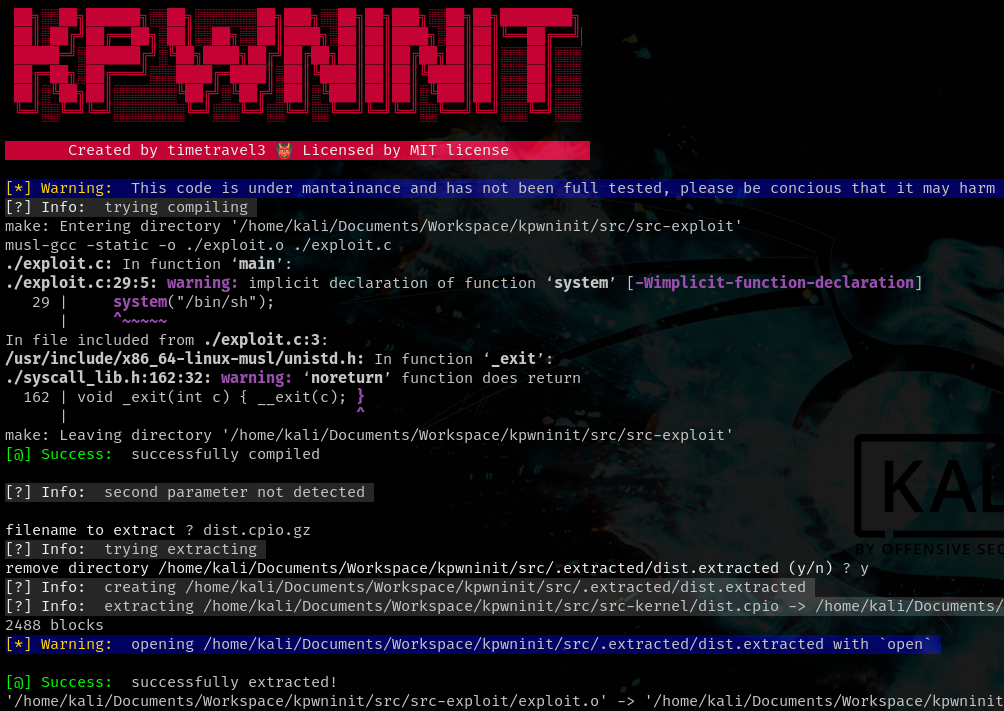 KPWNINIT
Created by timetravel3 👹 Licensed by MIT license
[*] Warning:  This code is under mantainance and has not been full tested, please be concious that it may harm
[?] Info:  trying compiling
make: Entering directory '/home/kali/Documents/Workspace/kpwninit/src/src-exploit'
musl-gcc -static -o ./exploit.o ./exploit.c
./exploit.c: In function ‘main’:
./exploit.c:29:5: warning: implicit declaration of function ‘system’ [-Wimplicit-function-declaration]
   29 |     system("/bin/sh");
      |     ^~~~~~
In file included from ./exploit.c:3:
/usr/include/x86_64-linux-musl/unistd.h: In function ‘_exit’:
./syscall_lib.h:162:32: warning: ‘noreturn’ function does return
  162 | void _exit(int c) { __exit(c); }
      |                                ^
make: Leaving directory '/home/kali/Documents/Workspace/kpwninit/src/src-exploit'
[@] Success:  successfully compiled
[?] Info:  second parameter not detected
filename to extract ? dist.cpio.gz
[?] Info:  trying extracting
remove directory /home/kali/Documents/Workspace/kpwninit/src/.extracted/dist.extracted (y/n) ? y
[?] Info:  creating /home/kali/Documents/Workspace/kpwninit/src/.extracted/dist.extracted
[?] Info:  extracting /home/kali/Documents/Workspace/kpwninit/src/src-kernel/dist.cpio -> /home/kali/Documents/
2488 blocks
[*] Warning:  opening /home/kali/Documents/Workspace/kpwninit/src/.extracted/dist.extracted with `open`
[@] Success:  successfully extracted!
'/home/kali/Documents/Workspace/kpwninit/src/src-exploit/exploit.o' -> '/home/kali/Documents/Workspace/kpwninit
KAL
BY OFFENSIVE SEC